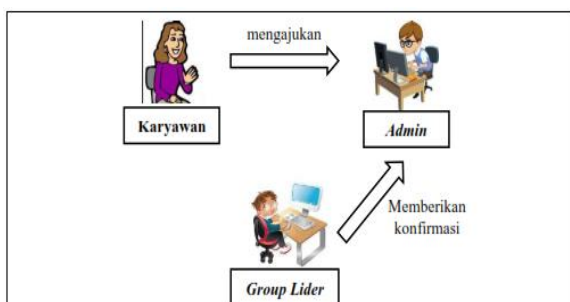 mengajukan
Karyawan
Admin
Memberikan
konfirmasi
Group Lider